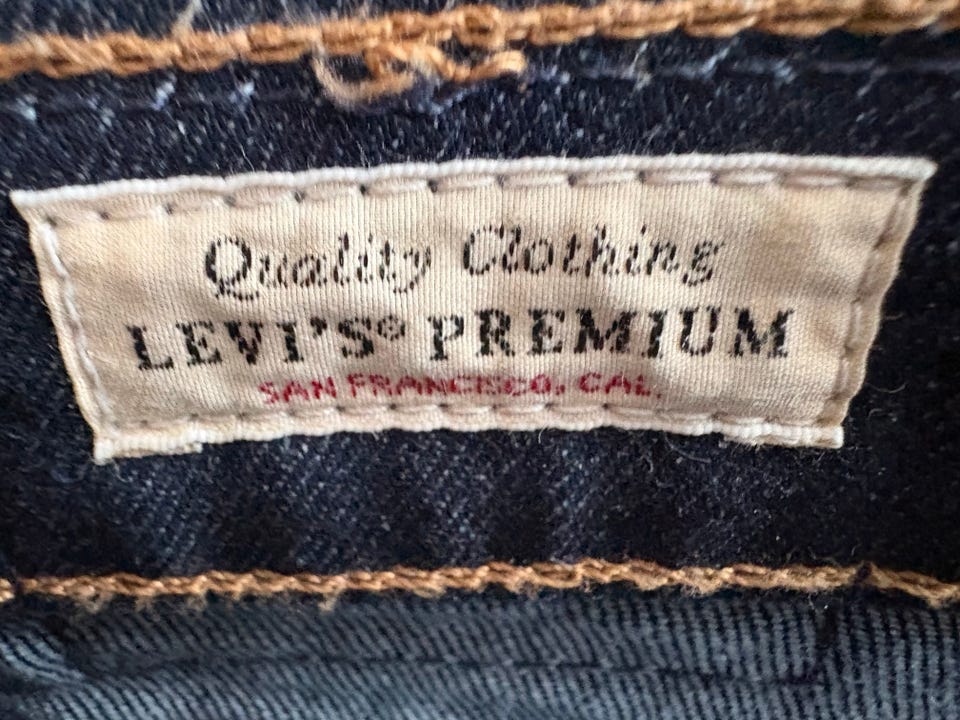 Quality Clothing
LEVI'S® PREMIUM
SAN FRANCISCO, CAL.